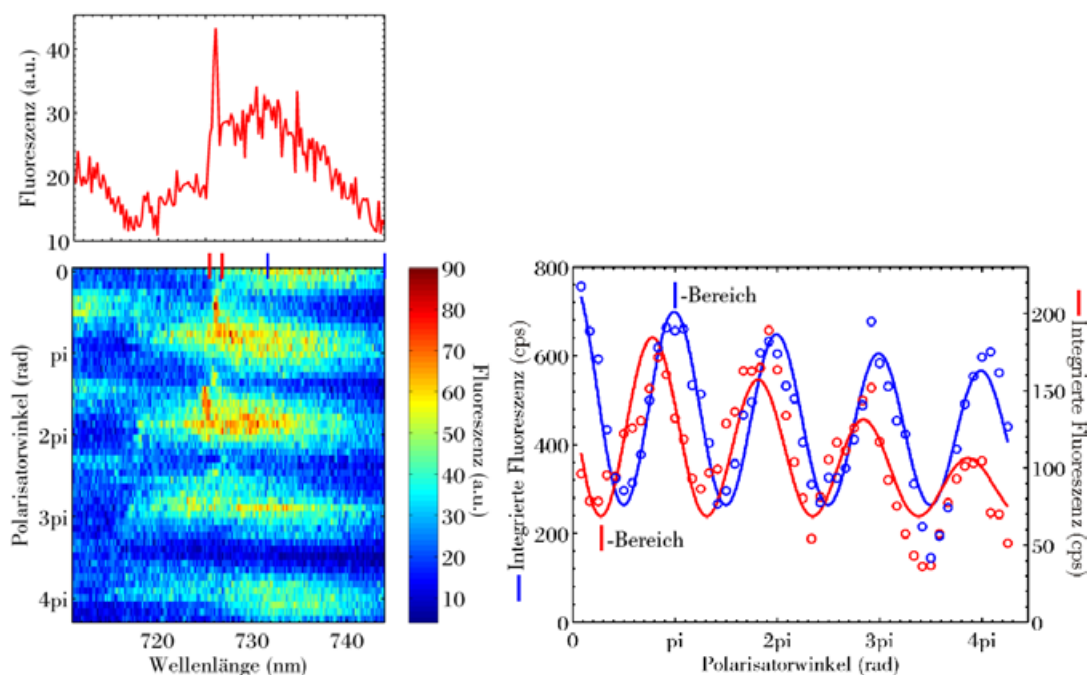 Fluoreszenz (a.u.)
40
30
20
10
Polarisatorwinkel (rad)
0
pi
2pi
3pi
4pi
720
730
740
Wellenlänge (nm)
90
80
70
60
50
40
30
20
10
Fluoreszenz (a.u.)
Integrierte Fluoreszenz (cps)
800
600
400
200
0
-Bereich
-Bereich
0
pi
2pi
3pi
4pi
Polarisatorwinkel (rad)
200
150
100
50
0
Integrierte Fluoreszenz (cps)